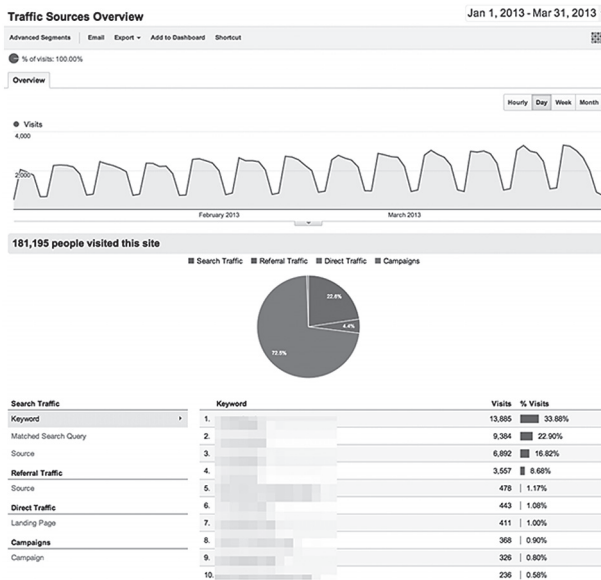 Traffic Sources Overview
Jan 1, 2013 - Mar 31, 2013
Advanced Segments Email Export Add to Dashboard Shortcut
% of visits: 100.00%
Overview
Hourly Day Week Month
Visits
4,000
2,000
February 2013 March 2013
181,195 people visited this site
Search Traffic Referral Traffic Direct Traffic Campaigns
22.8%
4.4%
72.8%
Search Traffic Keyword Visits % Visits
Keyword 1. 13,885 33.88%
Matched Search Query 2. 9,384 22.90%
Source 3. 6,892 16.82%
Referral Traffic 4. 3,557 8.68%
Source 5. 478 1.17%
Direct Traffic 6. 443 1.08%
Landing Page 7. 411 1.00%
Campaigns 8. 368 0.90%
Campaign 9. 326 0.80%
10. 236 0.58%